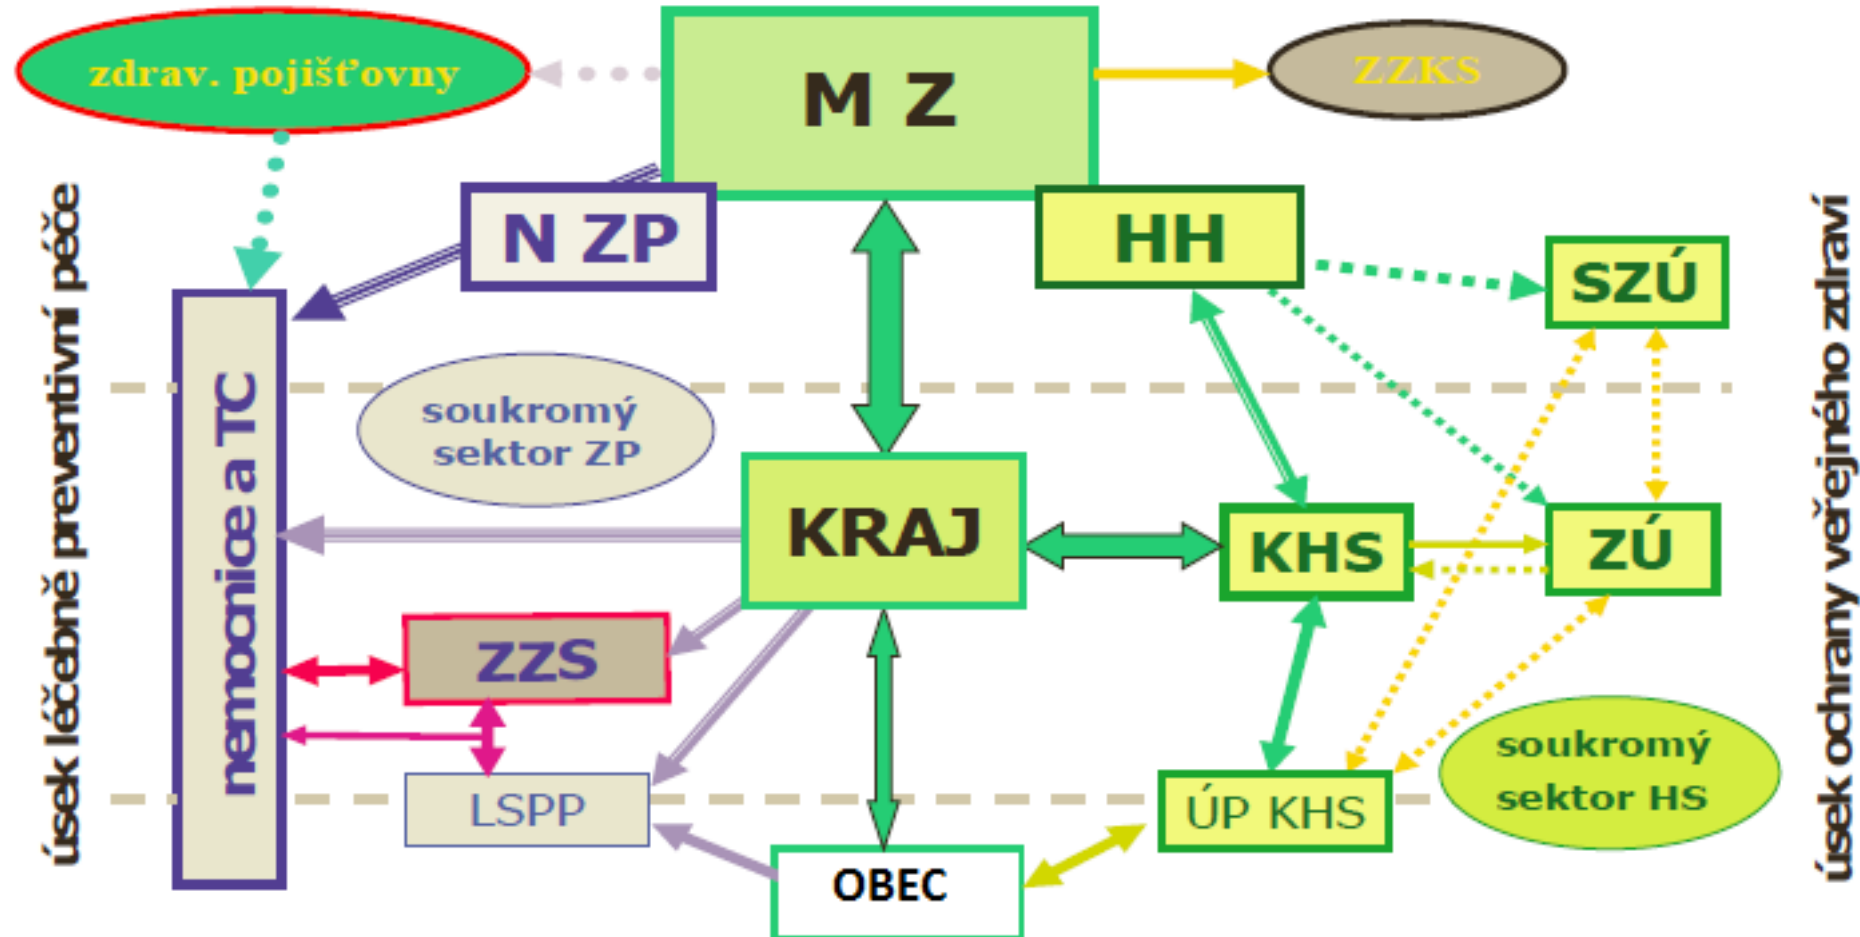 zdrav. pojišťovny
M Z
ZZKS
N ZP
HH
SZÚ
úsek léčebně preventivní péče
úsek ochrany veřejného zdraví
nemocnice a TC
soukromý
sektor ZP
KRAJ
KHS
ZÚ
ZZS
LSPP
OBEC
ÚP KHS
soukromý
sektor HS